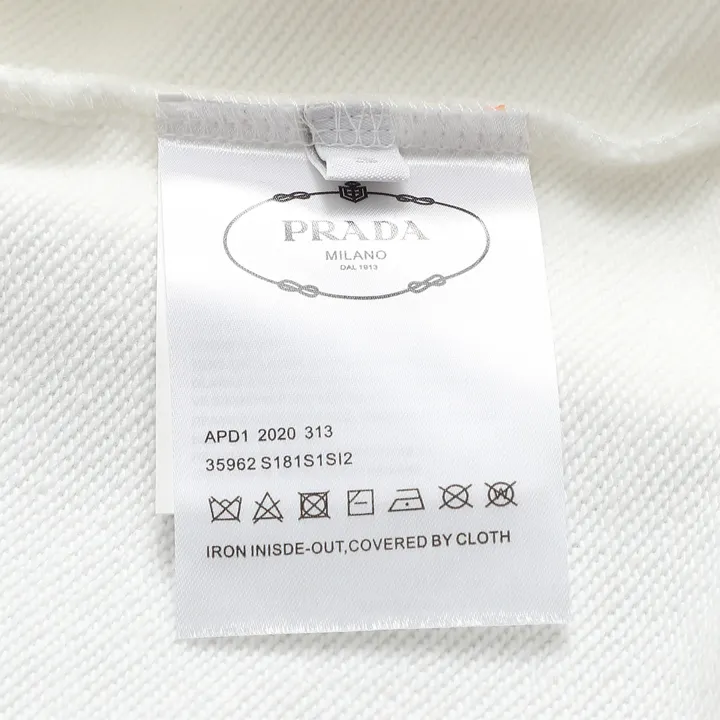 PRADA
MILANO
DAL 1913
APD1 2020 313
35962 S181S1SI2
IRON INISDE-OUT,COVERED BY CLOTH